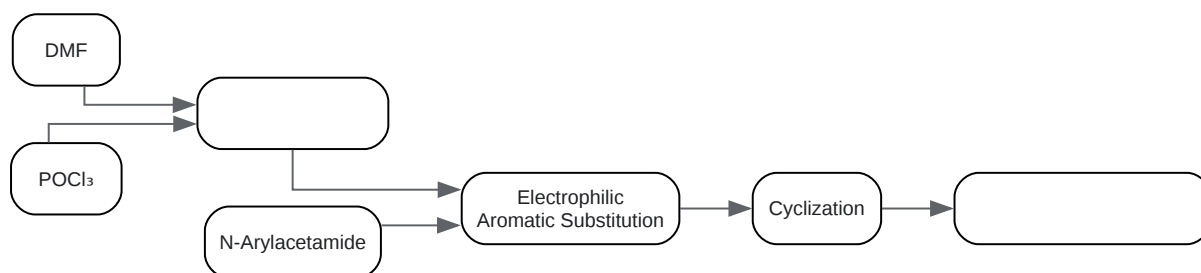 DMF
POCl₃
N-Arylacetamide
Electrophilic
Aromatic Substitution
Cyclization